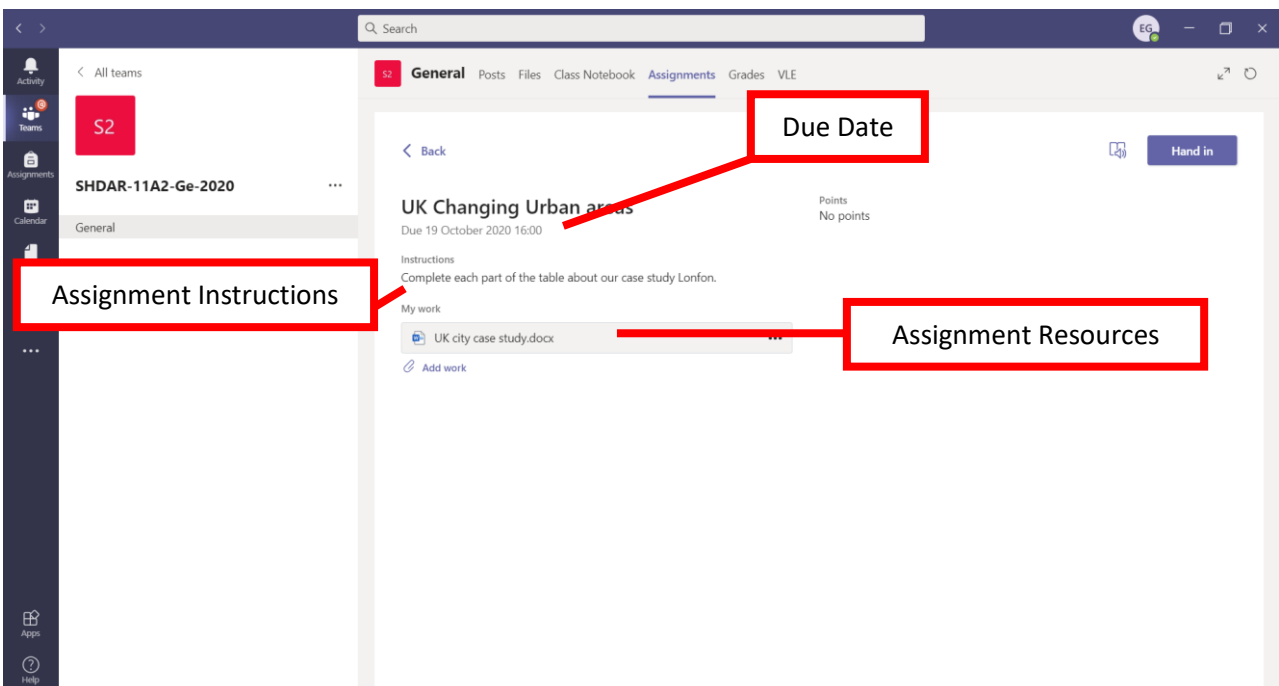 Search
EG
Activity
Teams
Assignments
Calendar
Apps
Help
All teams
S2
SHDAR-11A2-Ge-2020
General
S2 General Posts Files Class Notebook Assignments Grades VLE
Back
Hand in
Due Date
UK Changing Urban areas
Due 19 October 2020 16:00
Points
No points
Instructions
Complete each part of the table about our case study Lonfon.
Assignment Instructions
My work
UK city case study.docx
Assignment Resources
Add work